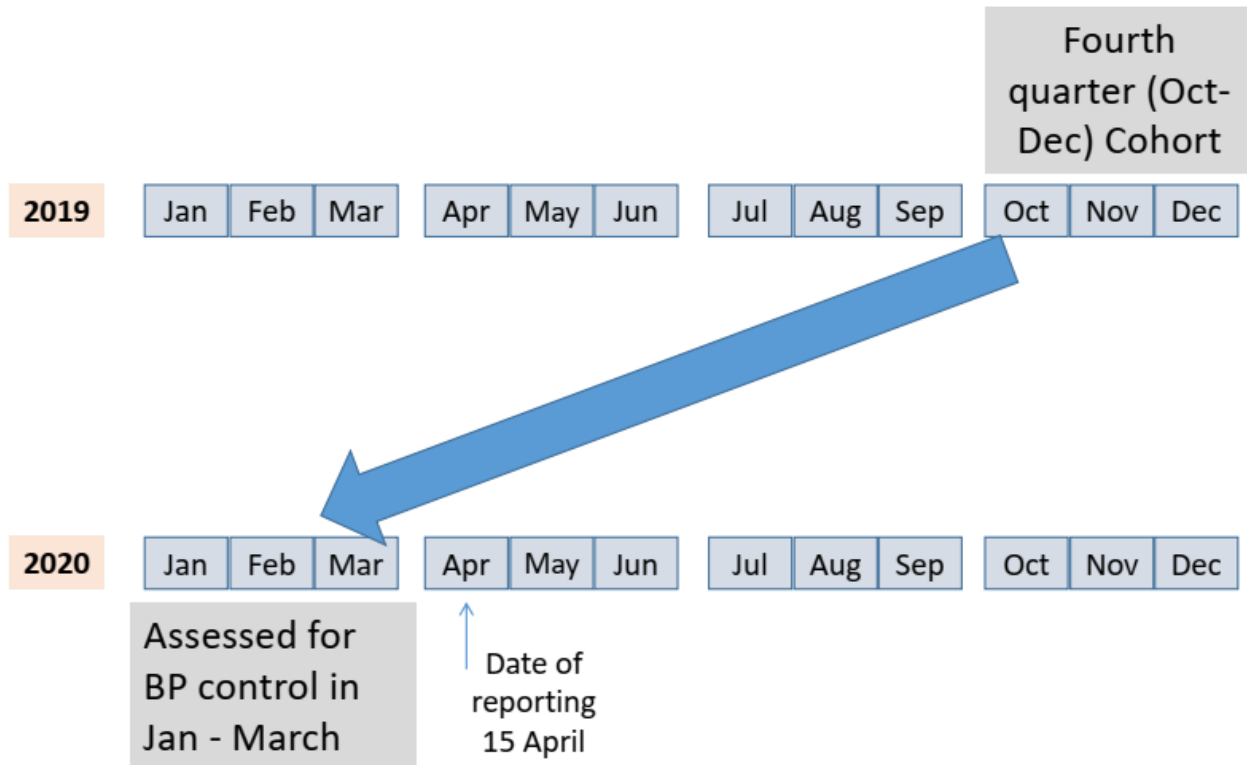 Fourth
quarter (Oct-
Dec) Cohort
2019 Jan Feb Mar Apr May Jun Jul Aug Sep Oct Nov Dec
2020 Jan Feb Mar Apr May Jun Jul Aug Sep Oct Nov Dec
Assessed for
BP control in
Jan - March
Date of
reporting
15 April